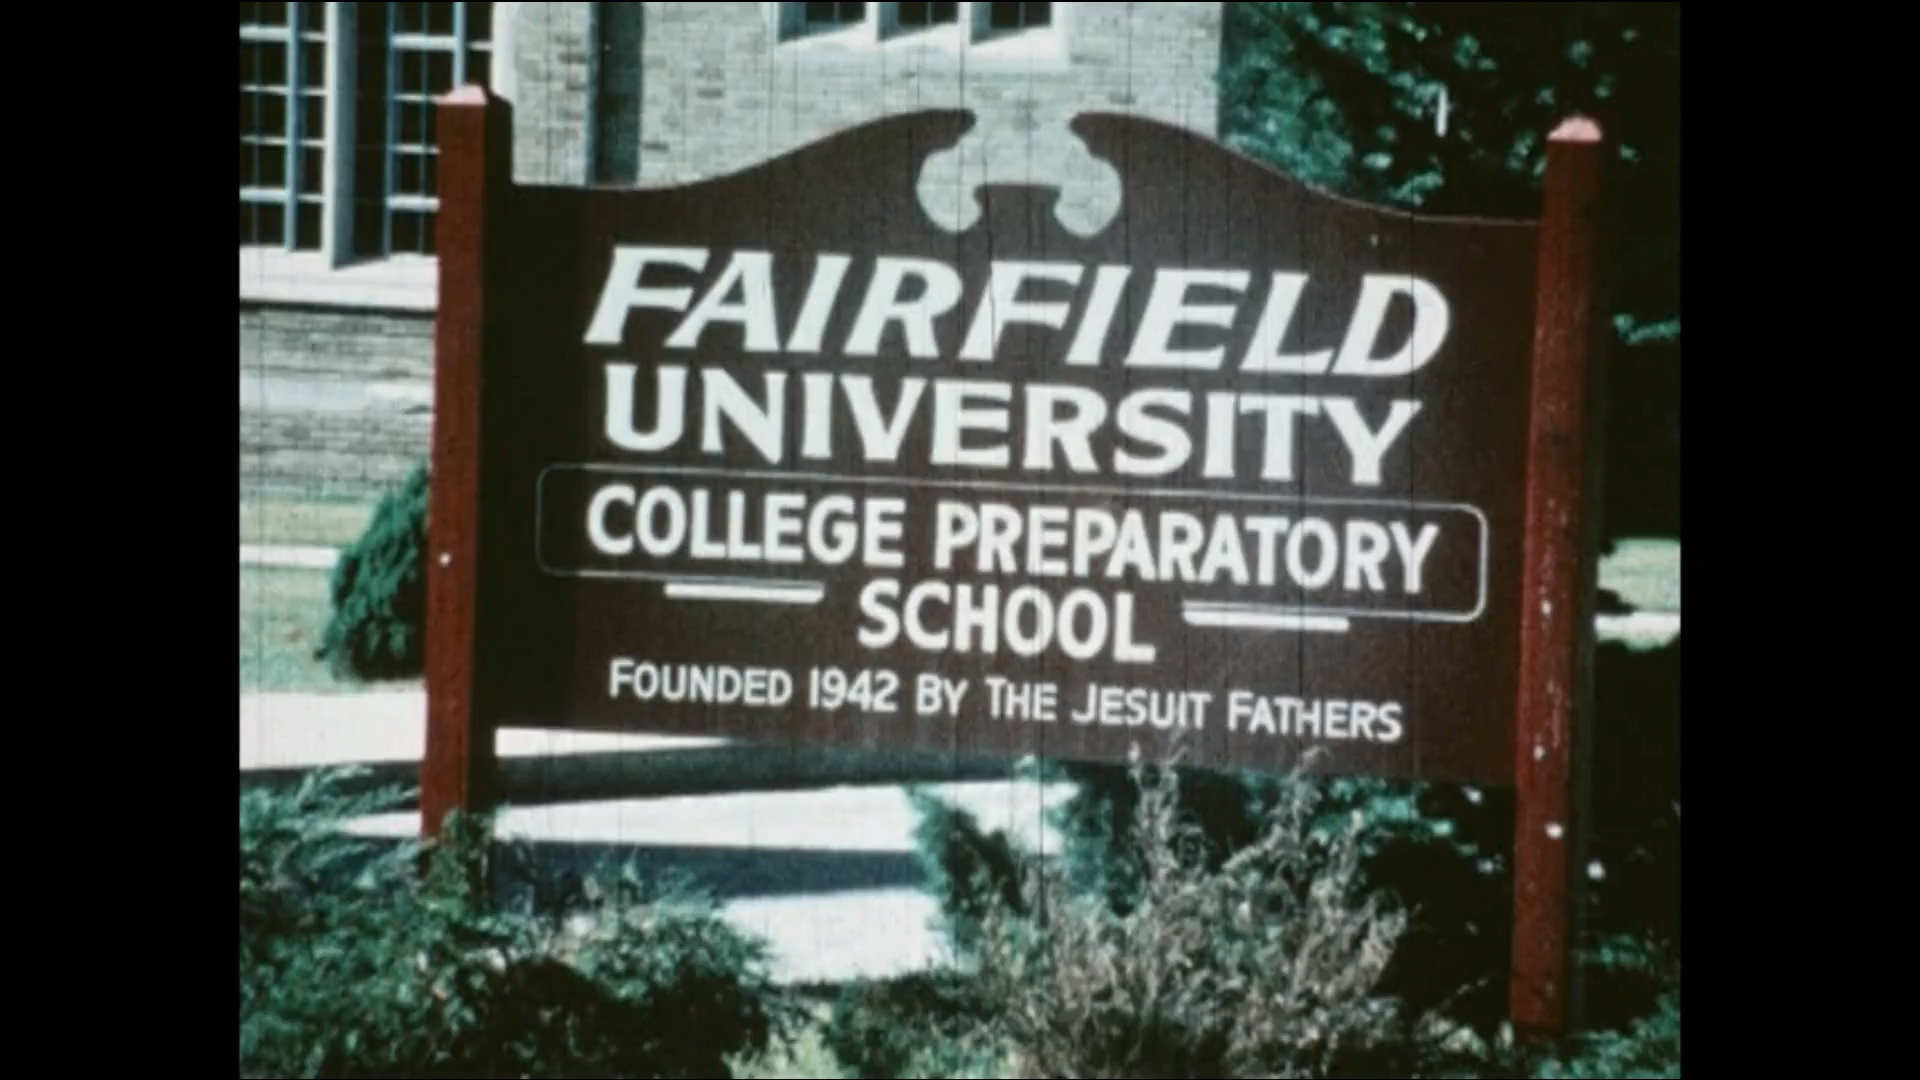 FAIRFIELD
UNIVERSITY
COLLEGE PREPARATORY
SCHOOL
FOUNDED 1942 BY THE JESUIT FATHERS